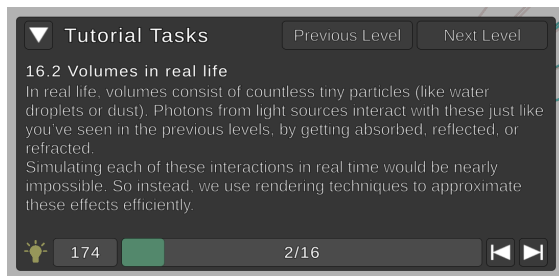 Tutorial Tasks
Previous Level
Next Level
16.2 Volumes in real life
In real life, volumes consist of countless tiny particles (like water
droplets or dust). Photons from light sources interact with these just like
you've seen in the previous levels, by getting absorbed, reflected, or
refracted.
Simulating each of these interactions in real time would be nearly
impossible. So instead, we use rendering techniques to approximate
these effects efficiently.
174
2/16